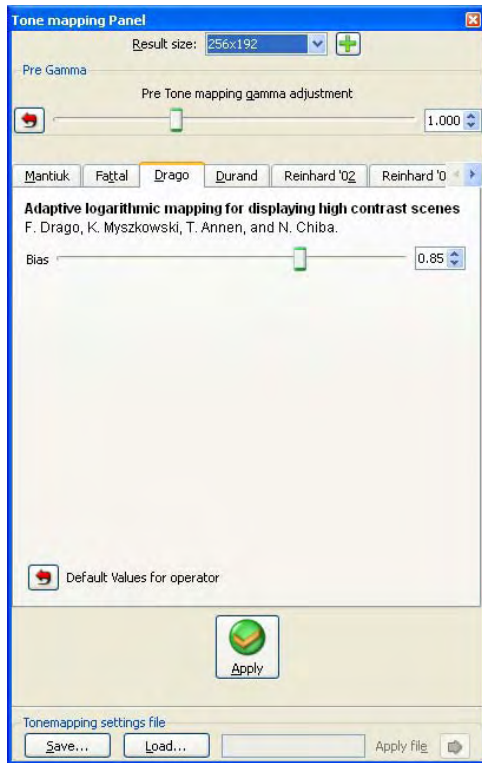 Tone mapping Panel
Result size: 256x192
Pre Gamma
Pre Tone mapping gamma adjustment
1.000
Mantiuk Fattal Drago Durand Reinhard '02 Reinhard '0
Adaptive logarithmic mapping for displaying high contrast scenes
F. Drago, K. Myszkowski, T. Annen, and N. Chiba.
Bias 0.85
Default Values for operator
Apply
Tonemapping settings file
Save... Load... Apply file